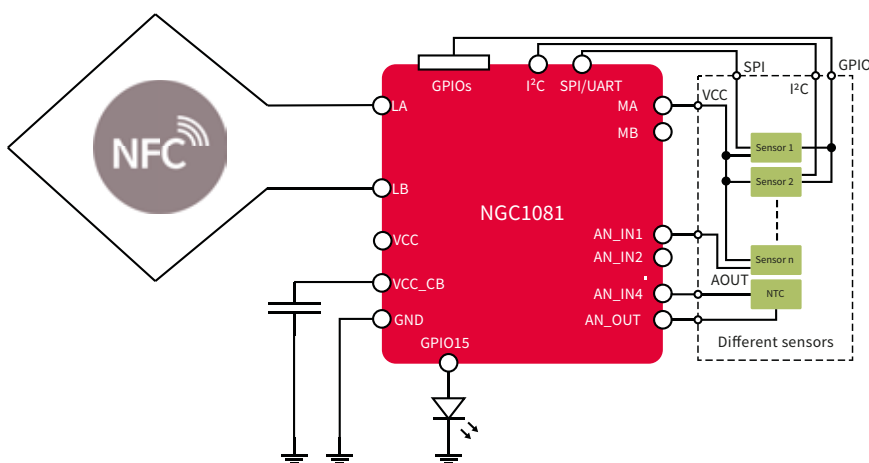 SPI
GPIO
GPIOs
I²C
SPI/UART
I²C
VCC
LA
MA
MB
Sensor 1
NFC
Sensor 2
LB
NGC1081
VCC
AN_IN1
AN_IN2
Sensor n
VCC_CB
AOUT
AN_IN4
NTC
GND
AN_OUT
GPIO15
Different sensors